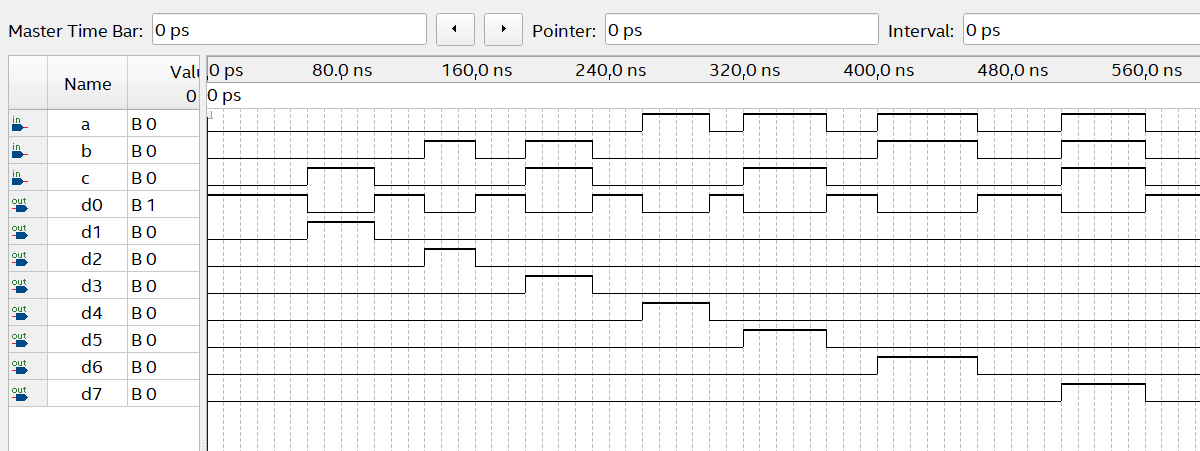 Master Time Bar: 0 ps Pointer: 0 ps Interval: 0 ps
Name Valu 0 0 ps 80,0 ns 160,0 ns 240,0 ns 320,0 ns 400,0 ns 480,0 ns 560,0 ns
0 ps
in a B 0
in b B 0
in c B 0
out d0 B 1
out d1 B 0
out d2 B 0
out d3 B 0
out d4 B 0
out d5 B 0
out d6 B 0
out d7 B 0